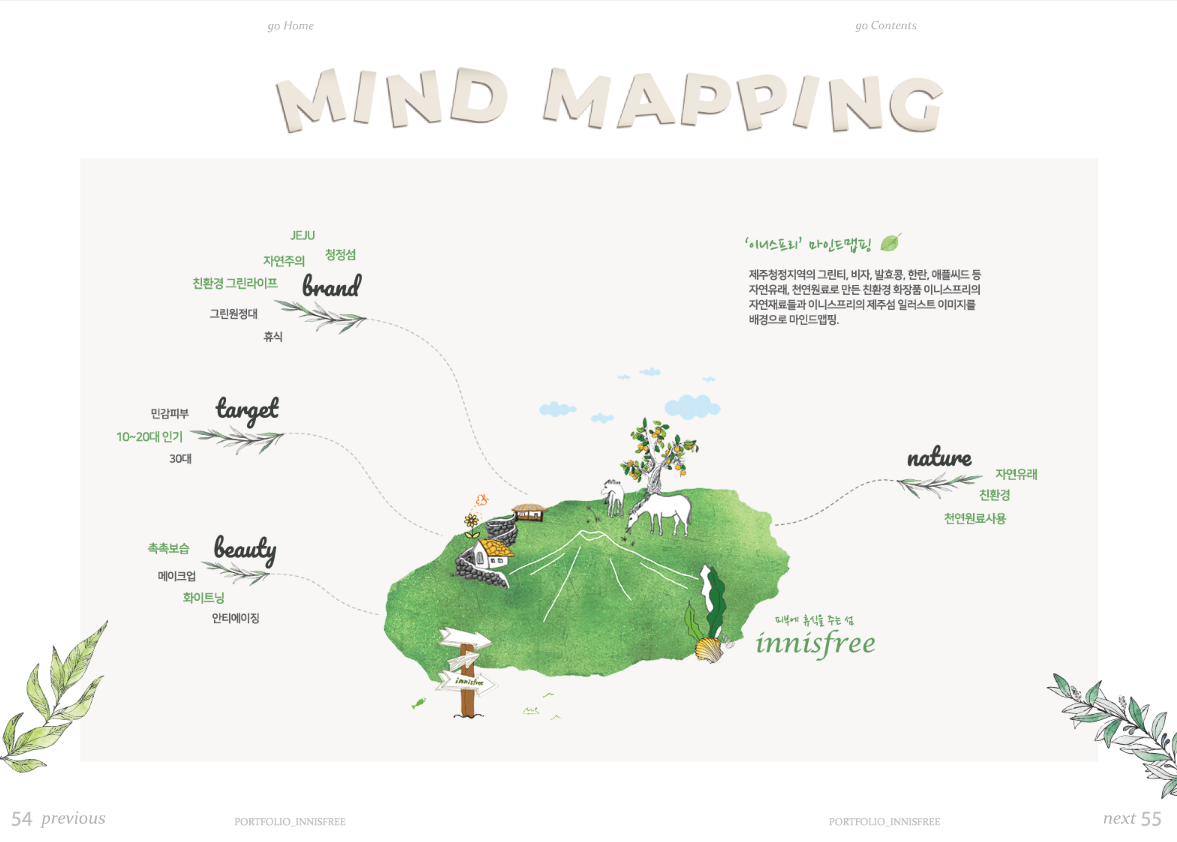 go Home
go Contents
MIND MAPPING
JEJU
자연주의
청정섬
친환경 그린라이프
brand
그린원정대
휴식
'이니스프리' 마인드맵핑
제주청정지역의 그린티, 비자, 발효콩, 한란, 애플씨드 등
자연유래, 천연원료로 만든 친환경 화장품 이니스프리의
자연재료들과 이니스프리의 제주섬 일러스트 이미지를
배경으로 마인드맵핑.
민감피부
target
10~20대 인기
30대
nature
자연유래
친환경
천연원료사용
촉촉보습
beauty
메이크업
화이트닝
안티에이징
피부에 휴식을 주는 섬
innisfree
innisfree
54 previous
PORTFOLIO_INNISFREE
PORTFOLIO_INNISFREE
next 55